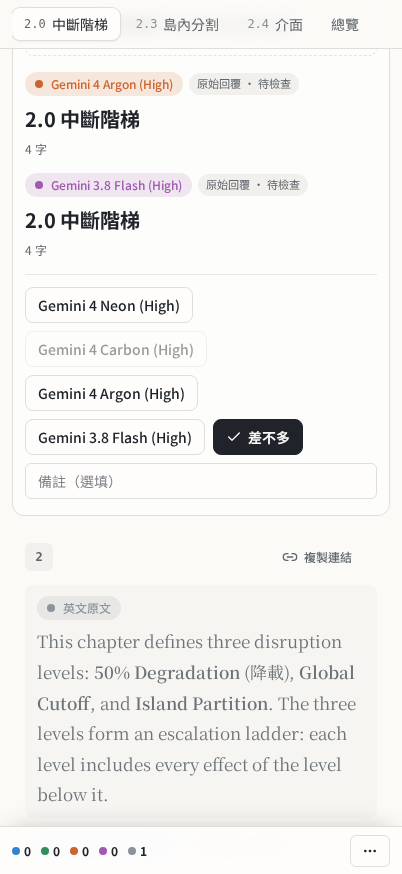 2.0 中斷階梯
2.3 島內分割
2.4 介面
總覽
Gemini 4 Argon (High)
原始回覆 · 待檢查
2.0 中斷階梯
4 字
Gemini 3.8 Flash (High)
原始回覆 · 待檢查
2.0 中斷階梯
4 字
Gemini 4 Neon (High)
Gemini 4 Carbon (High)
Gemini 4 Argon (High)
Gemini 3.8 Flash (High)
差不多
備註（選填）
2
複製連結
英文原文
This chapter defines three disruption
levels: 50% Degradation (降載), Global
Cutoff, and Island Partition. The three
levels form an escalation ladder: each
level includes every effect of the level
below it.
0 0 0 0 1